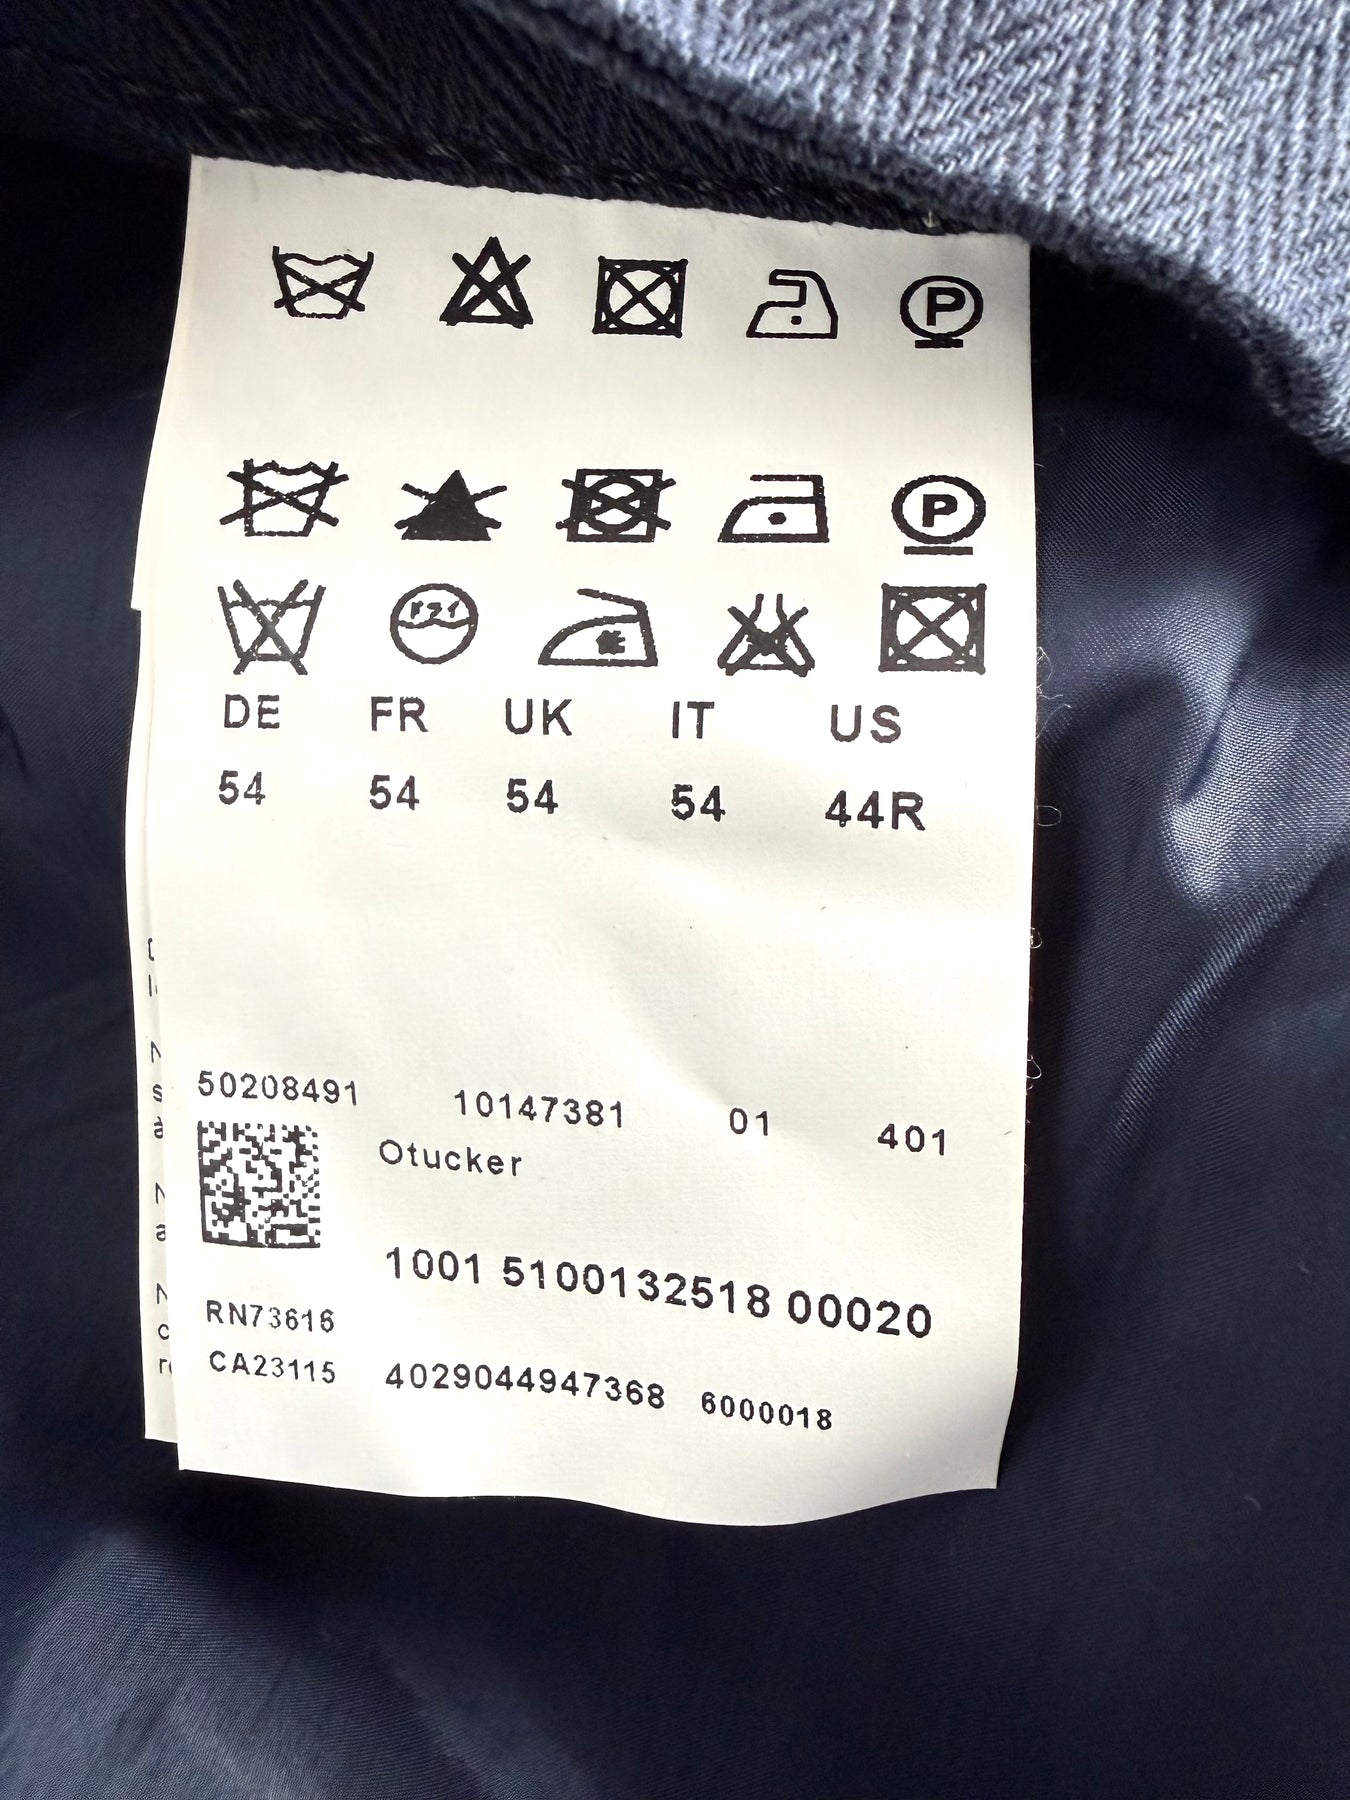 P
P
DE FR UK IT US
54 54 54 54 44R
50208491 10147381 01 401
Otucker
1001 5100132518 00020
RN73616
CA23115 4029044947368 6000018